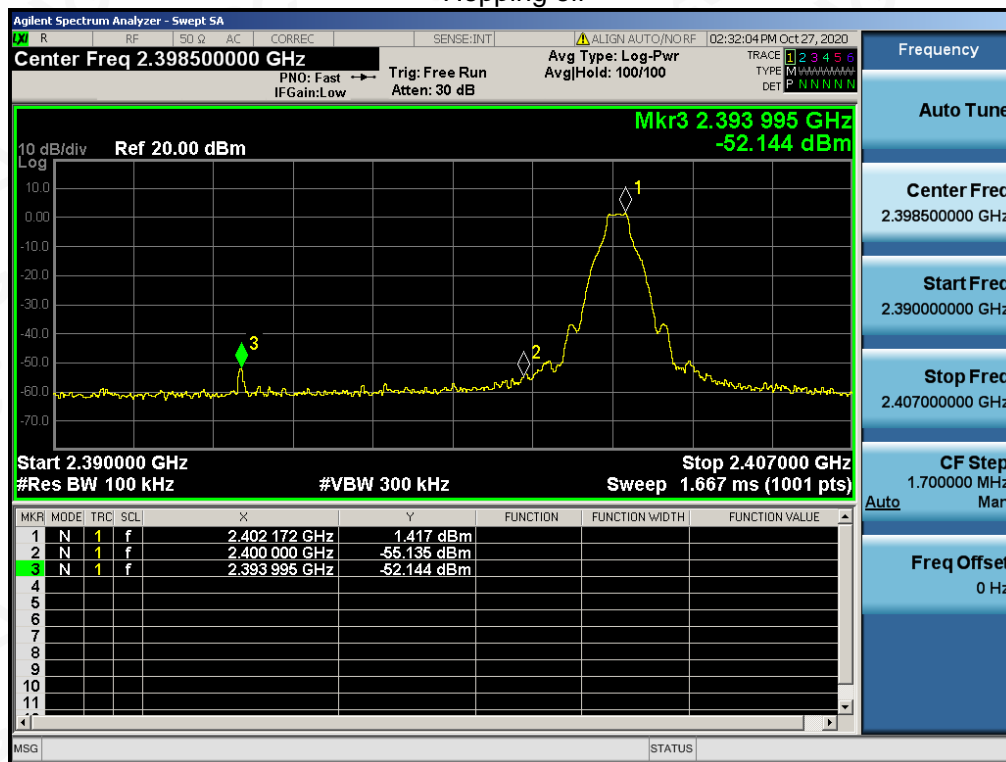 Agilent Spectrum Analyzer - Swept SA
LXI R RF 50 Ω AC CORREC SENSE:INT ALIGN AUTO/NO RF 02:32:04 PM Oct 27, 2020
Center Freq 2.398500000 GHz
PNO: Fast
IFGain:Low
Trig: Free Run
Atten: 30 dB
Avg Type: Log-Pwr
Avg|Hold: 100/100
TRACE 1 2 3 4 5 6
TYPE M WWWWW
DET P N N N N N
Mkr3 2.393 995 GHz
-52.144 dBm
10 dB/div Ref 20.00 dBm
Log
10.0
0.00
-10.0
-20.0
-30.0
-40.0
-50.0
-60.0
-70.0
1
2
3
Start 2.390000 GHz Stop 2.407000 GHz
#Res BW 100 kHz #VBW 300 kHz Sweep 1.667 ms (1001 pts)
MKR MODE TRC SCL X Y FUNCTION FUNCTION WIDTH FUNCTION VALUE
1 N 1 f 2.402 172 GHz 1.417 dBm
2 N 1 f 2.400 000 GHz -55.135 dBm
3 N 1 f 2.393 995 GHz -52.144 dBm
4
5
6
7
8
9
10
11
MSG STATUS
Frequency
Auto Tune
Center Freq
2.398500000 GHz
Start Freq
2.390000000 GHz
Stop Freq
2.407000000 GHz
CF Step
1.700000 MHz
Auto Man
Freq Offset
0 Hz